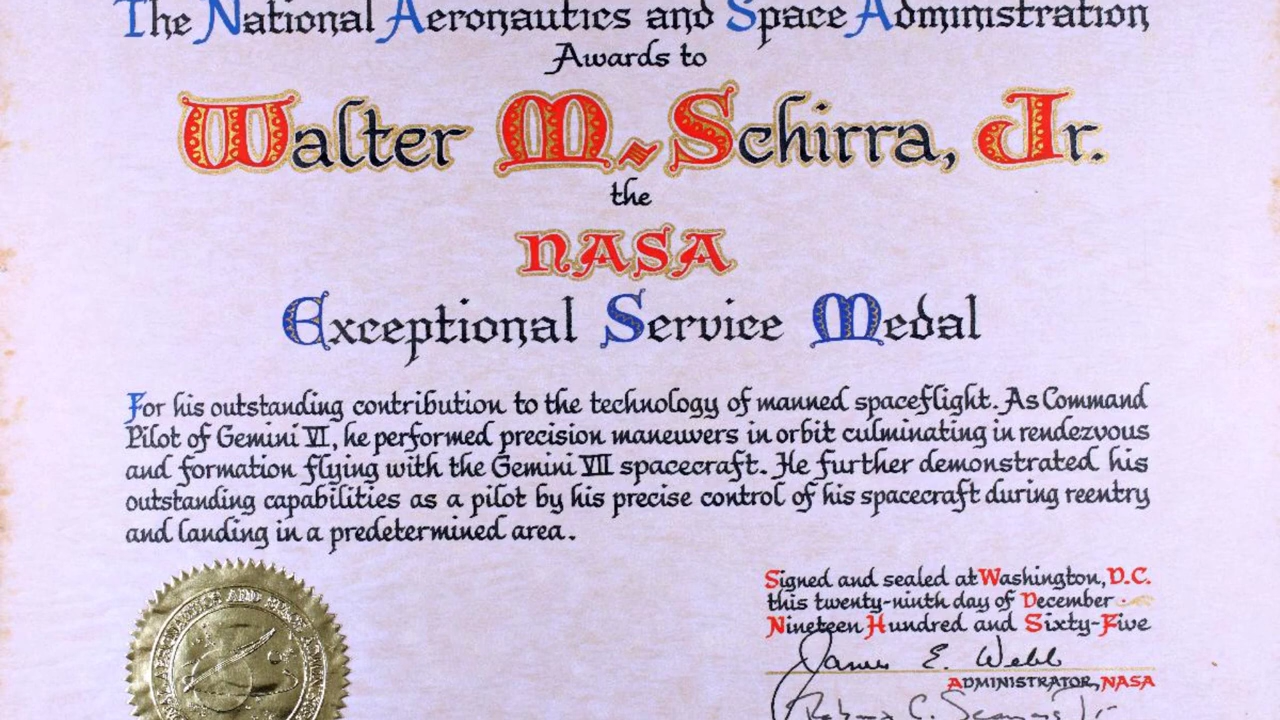 The National Aeronautics and Space Administration
Awards to
Walter M. Schirra, Jr.
the
NASA
Exceptional Service Medal
For his outstanding contribution to the technology of manned spaceflight. As Command
Pilot of Gemini VI, he performed precision maneuvers in orbit culminating in rendezvous
and formation flying with the Gemini VII spacecraft. He further demonstrated his
outstanding capabilities as a pilot by his precise control of his spacecraft during reentry
and landing in a predetermined area.
Signed and sealed at Washington, D.C.
this twenty-ninth day of December
Nineteen Hundred and Sixty-Five
James E. Webb
ADMINISTRATOR, NASA